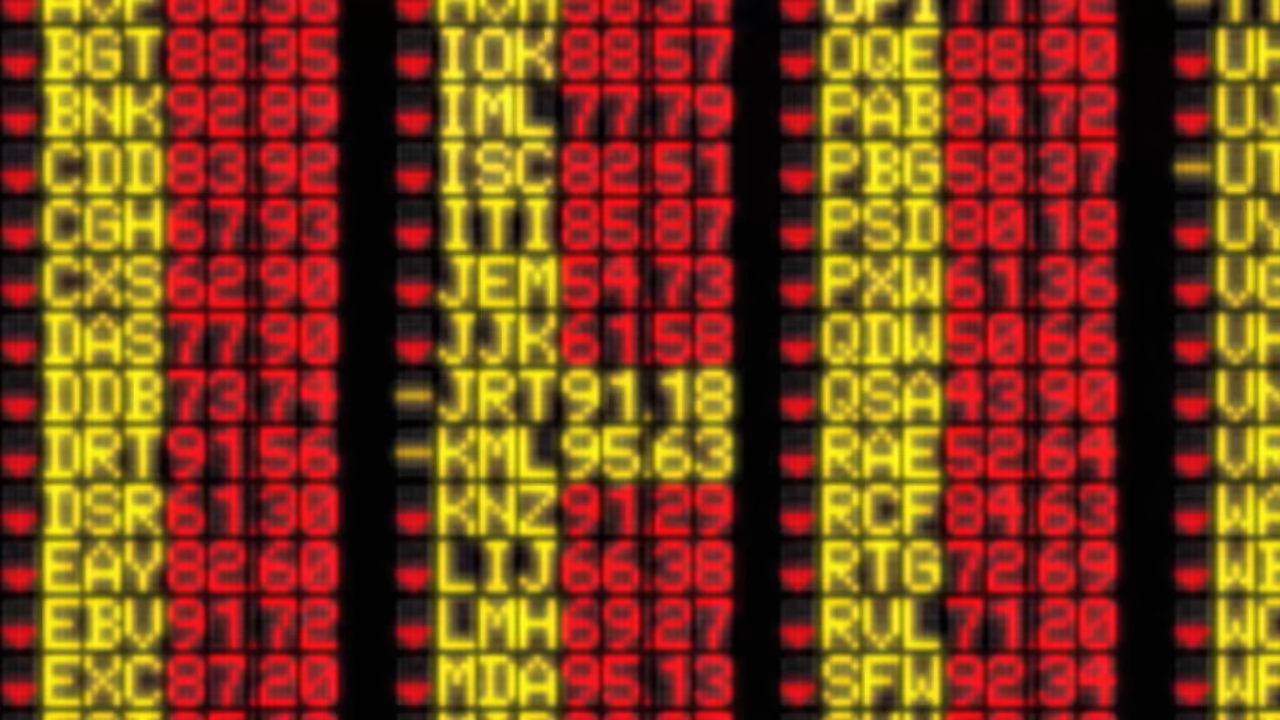 BGT 88.35 IOK 88.57 OQE 88.90
BNK 92.89 IML 77.79 PAB 84.72
CDD 83.92 ISC 82.51 PBG 58.37
CGH 67.93 ITI 85.87 PSD 80.18
CXS 62.90 JEM 54.73 PXW 61.36
DAS 77.90 JJK 61.58 QDW 50.66
DDB 73.74 JRT 91.18 QSA 43.90
DRT 91.56 KML 95.63 RAE 52.64
DSR 61.30 KNZ 91.29 RCF 84.63
EAY 82.60 LIJ 66.38 RTG 72.69
EBV 91.72 LMH 69.27 RVL 71.20
EXC 87.20 MDA 95.13 SFW 92.34